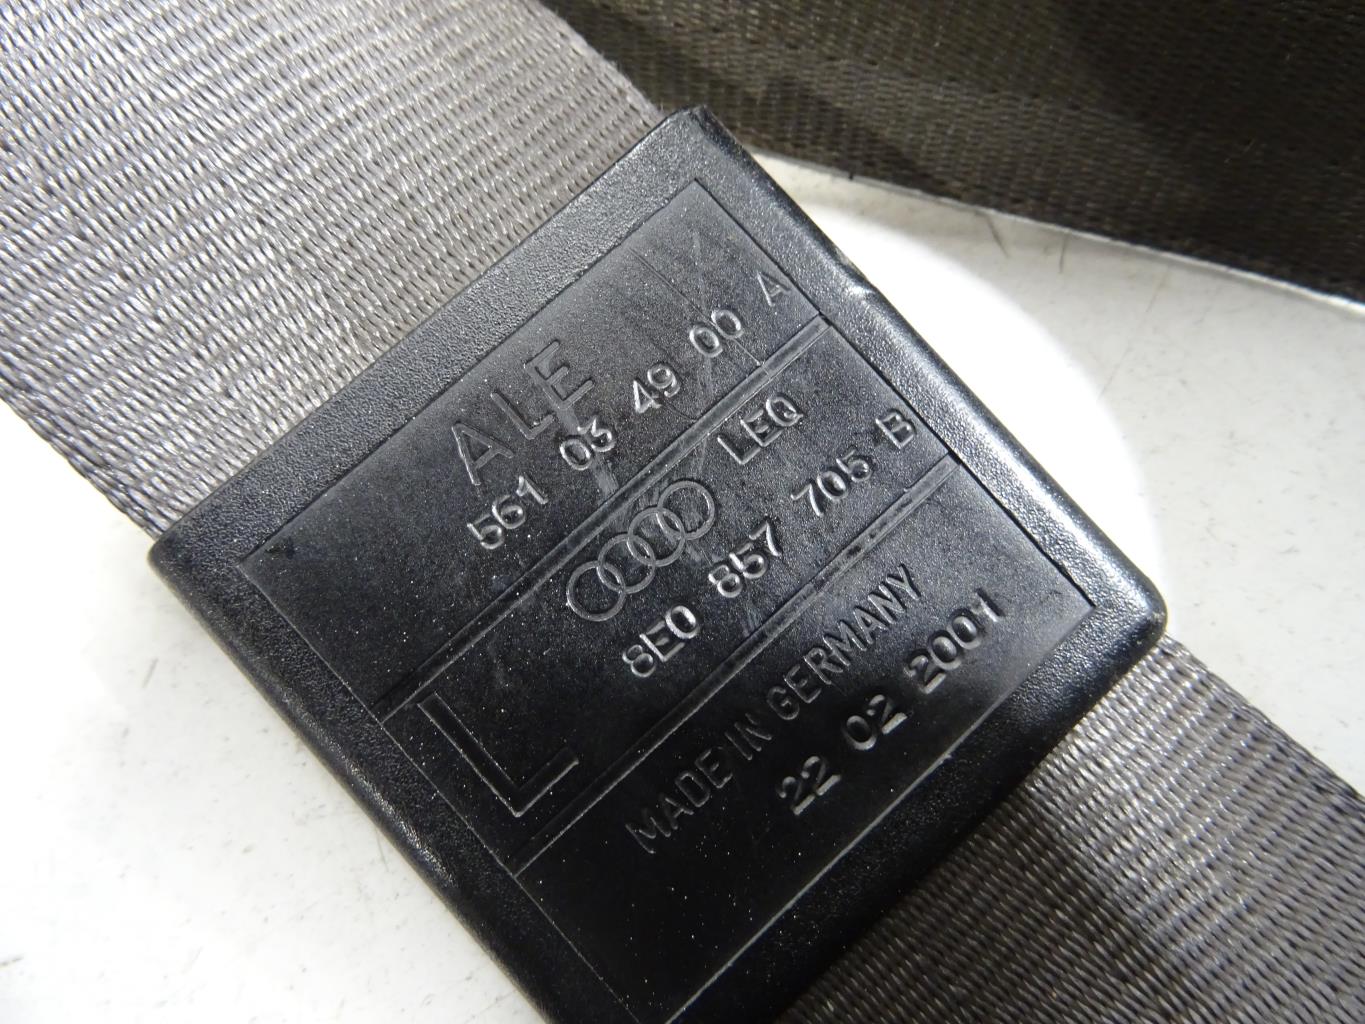 ALE
561 03 49 00 A
LEQ
8E0 857 705 B
L
MADE IN GERMANY
22 02 2001